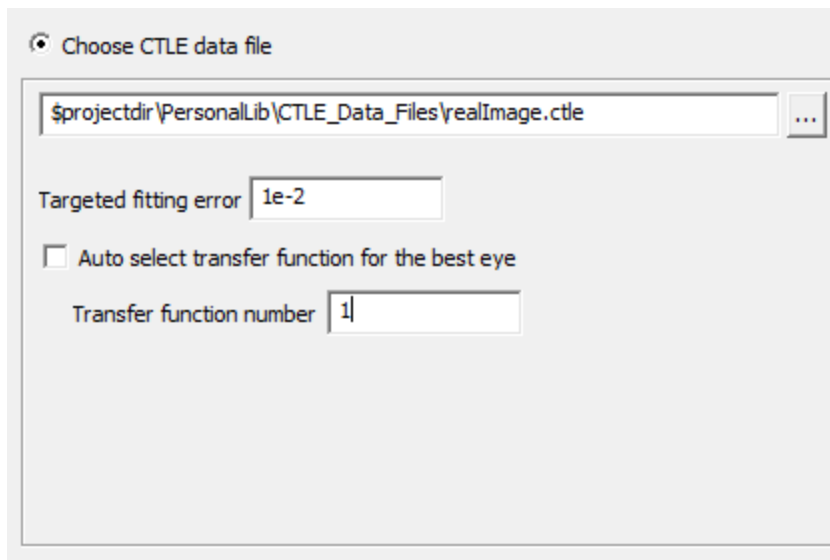 Choose CTLE data file
$projectdir\PersonalLib\CTLE_Data_Files\realImage.ctle ...
Targeted fitting error 1e-2
Auto select transfer function for the best eye
Transfer function number 1